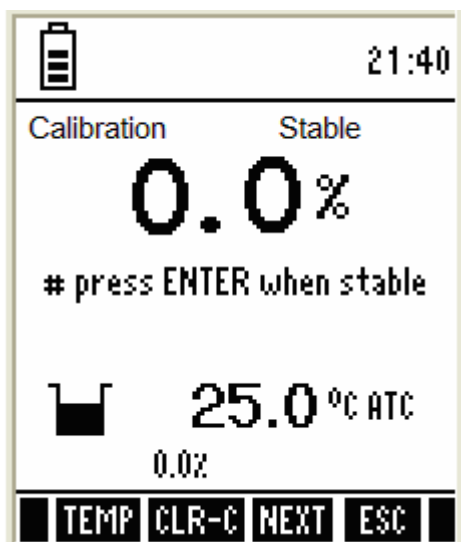 21:40
Calibration Stable
0.0 %
# press ENTER when stable
25.0 ºC ATC
0.0%
TEMP CLR-C NEXT ESC